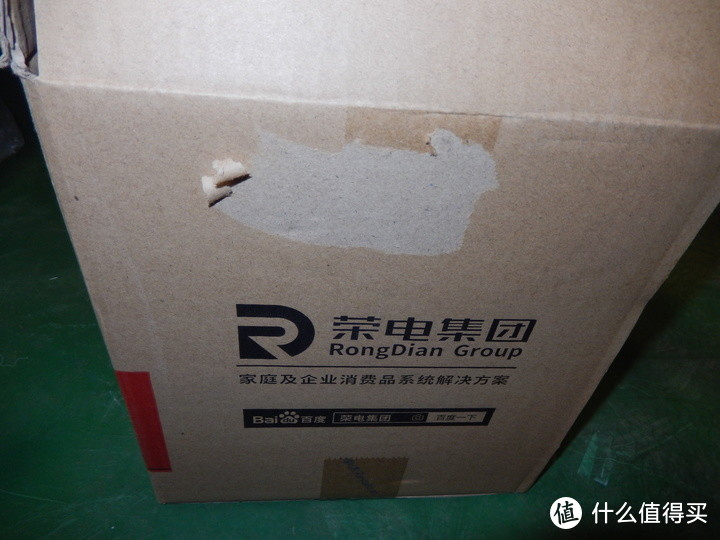 荣电集团
RongDian Group
家庭及企业消费品系统解决方案
Bai百度 荣电集团 百度一下
值 什么值得买